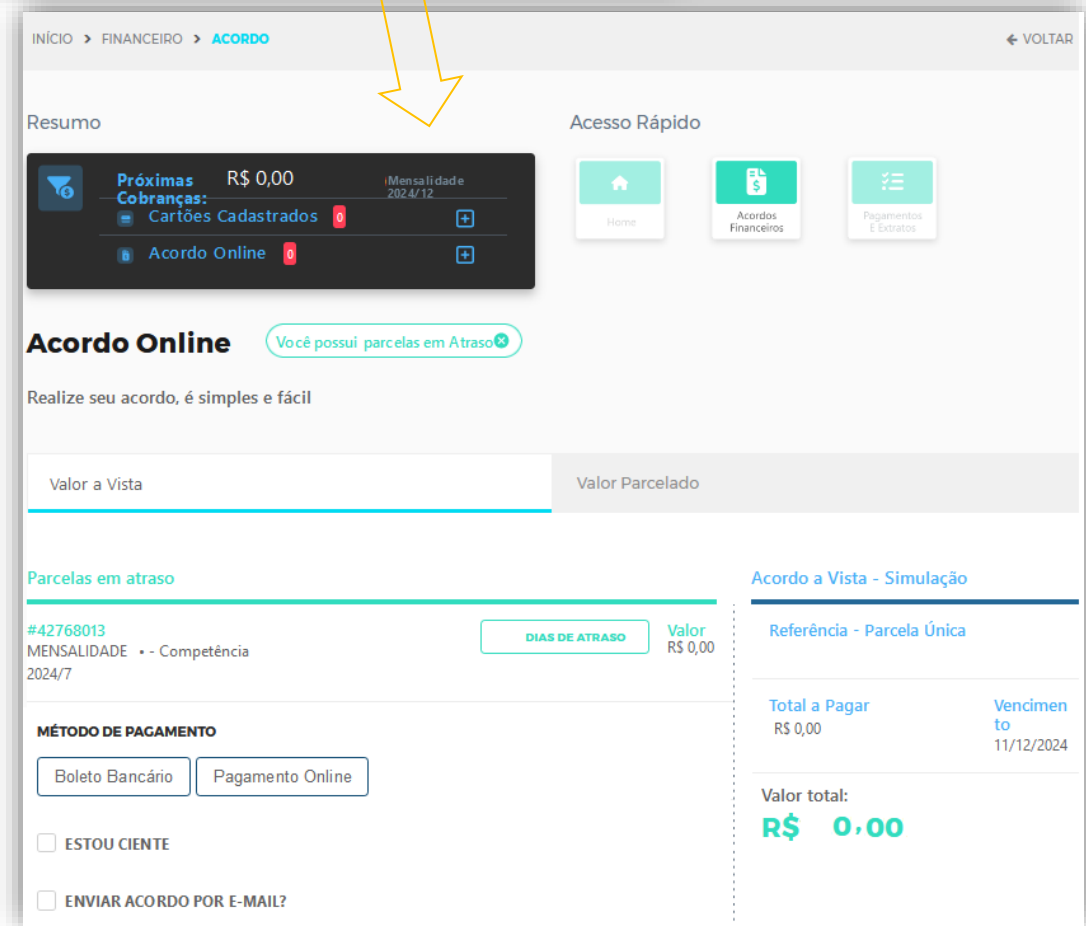 INÍCIO > FINANCEIRO > ACORDO
← VOLTAR
Resumo
Acesso Rápido
Próximas Cobranças:
R$ 0,00
Mensalidade
2024/12
Cartões Cadastrados 0
Acordo Online 0
Home
Acordos
Financeiros
Pagamentos
E Extratos
Acordo Online
Você possui parcelas em Atraso
Realize seu acordo, é simples e fácil
Valor a Vista
Valor Parcelado
Parcelas em atraso
#42768013
MENSALIDADE • - Competência
2024/7
DIAS DE ATRASO
Valor
R$ 0,00
MÉTODO DE PAGAMENTO
Boleto Bancário
Pagamento Online
ESTOU CIENTE
ENVIAR ACORDO POR E-MAIL?
Acordo a Vista - Simulação
Referência - Parcela Única
Total a Pagar
R$ 0,00
Vencimen
to
11/12/2024
Valor total:
R$ 0,00